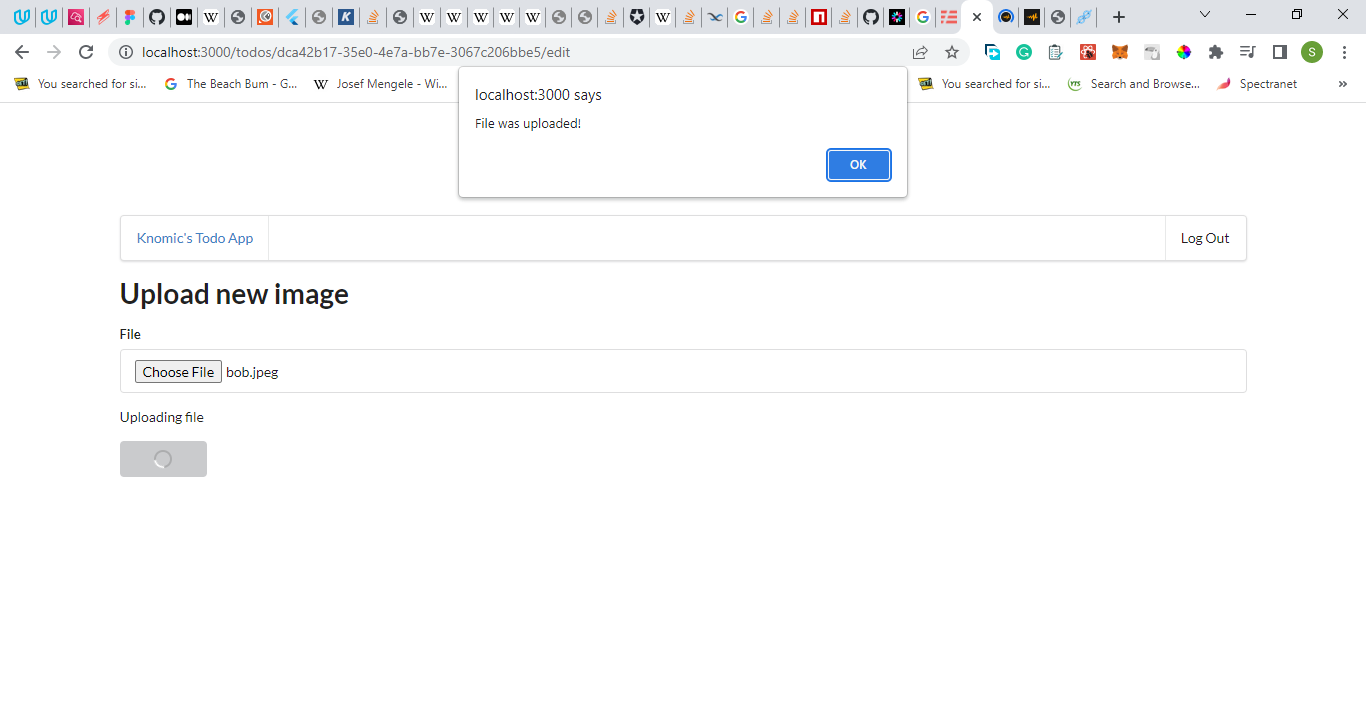 localhost:3000/todos/dca42b17-35e0-4e7a-bb7e-3067c206bbe5/edit
S
You searched for si...
The Beach Bum - G...
Josef Mengele - Wi...
You searched for si...
Search and Browse...
Spectranet
»
localhost:3000 says
File was uploaded!
OK
Knomic's Todo App
Log Out
Upload new image
File
Choose File bob.jpeg
Uploading file